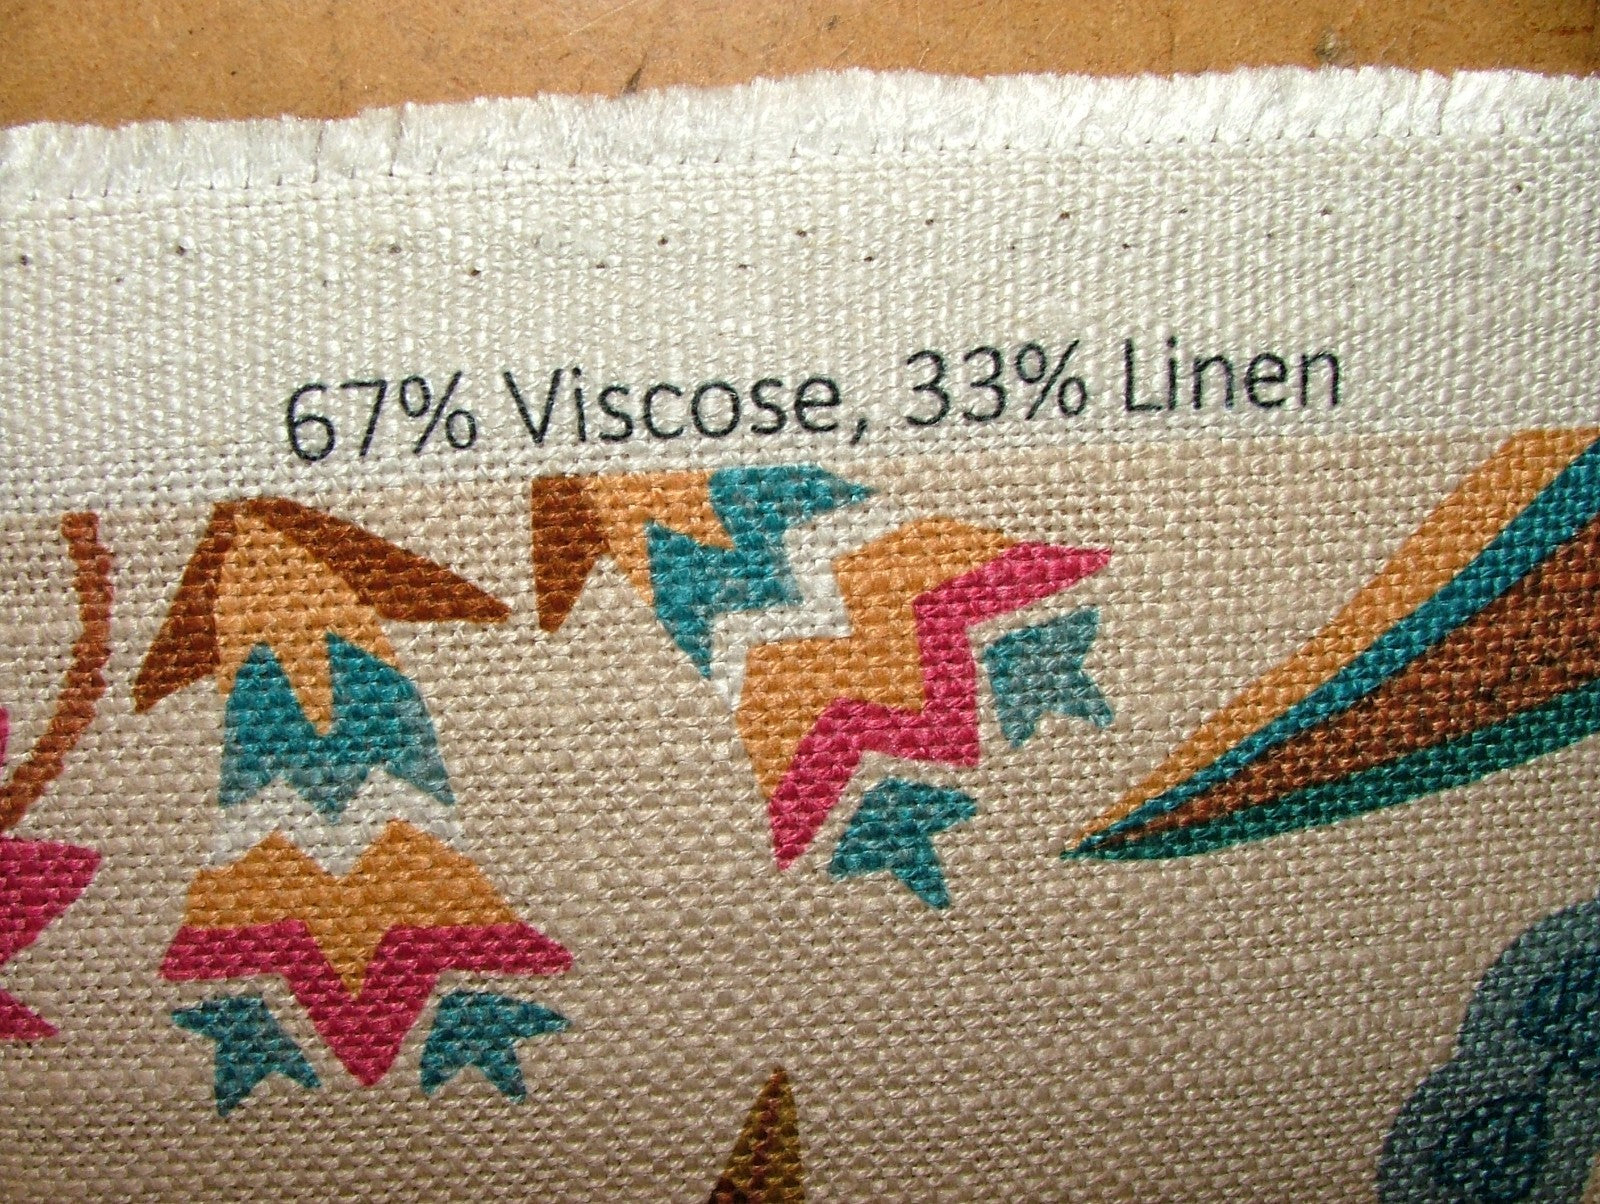 67% Viscose, 33% Linen